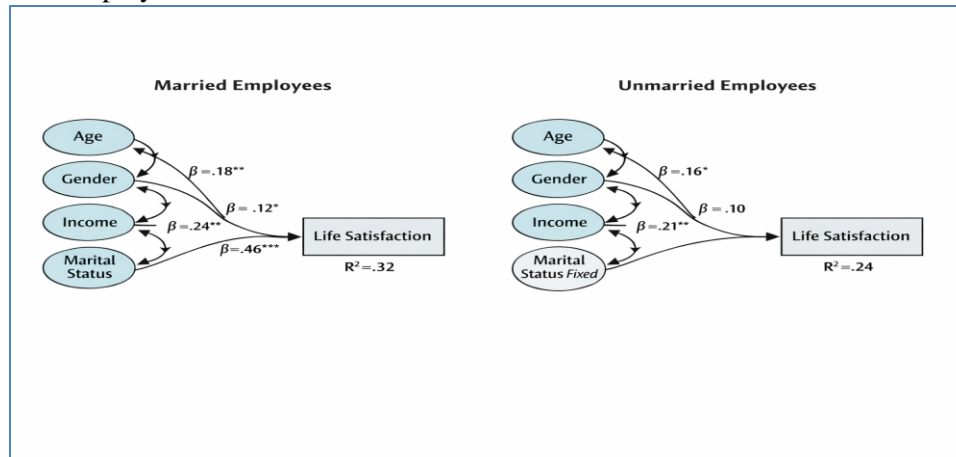 Married Employees
Age
Gender
Income
Marital
Status
β =.18**
β = .12*
β =.24**
β=.46***
Life Satisfaction
R²=.32
Unmarried Employees
Age
Gender
Income
Marital
Status Fixed
β =.16*
β =.10
β =.21**
Life Satisfaction
R²=.24